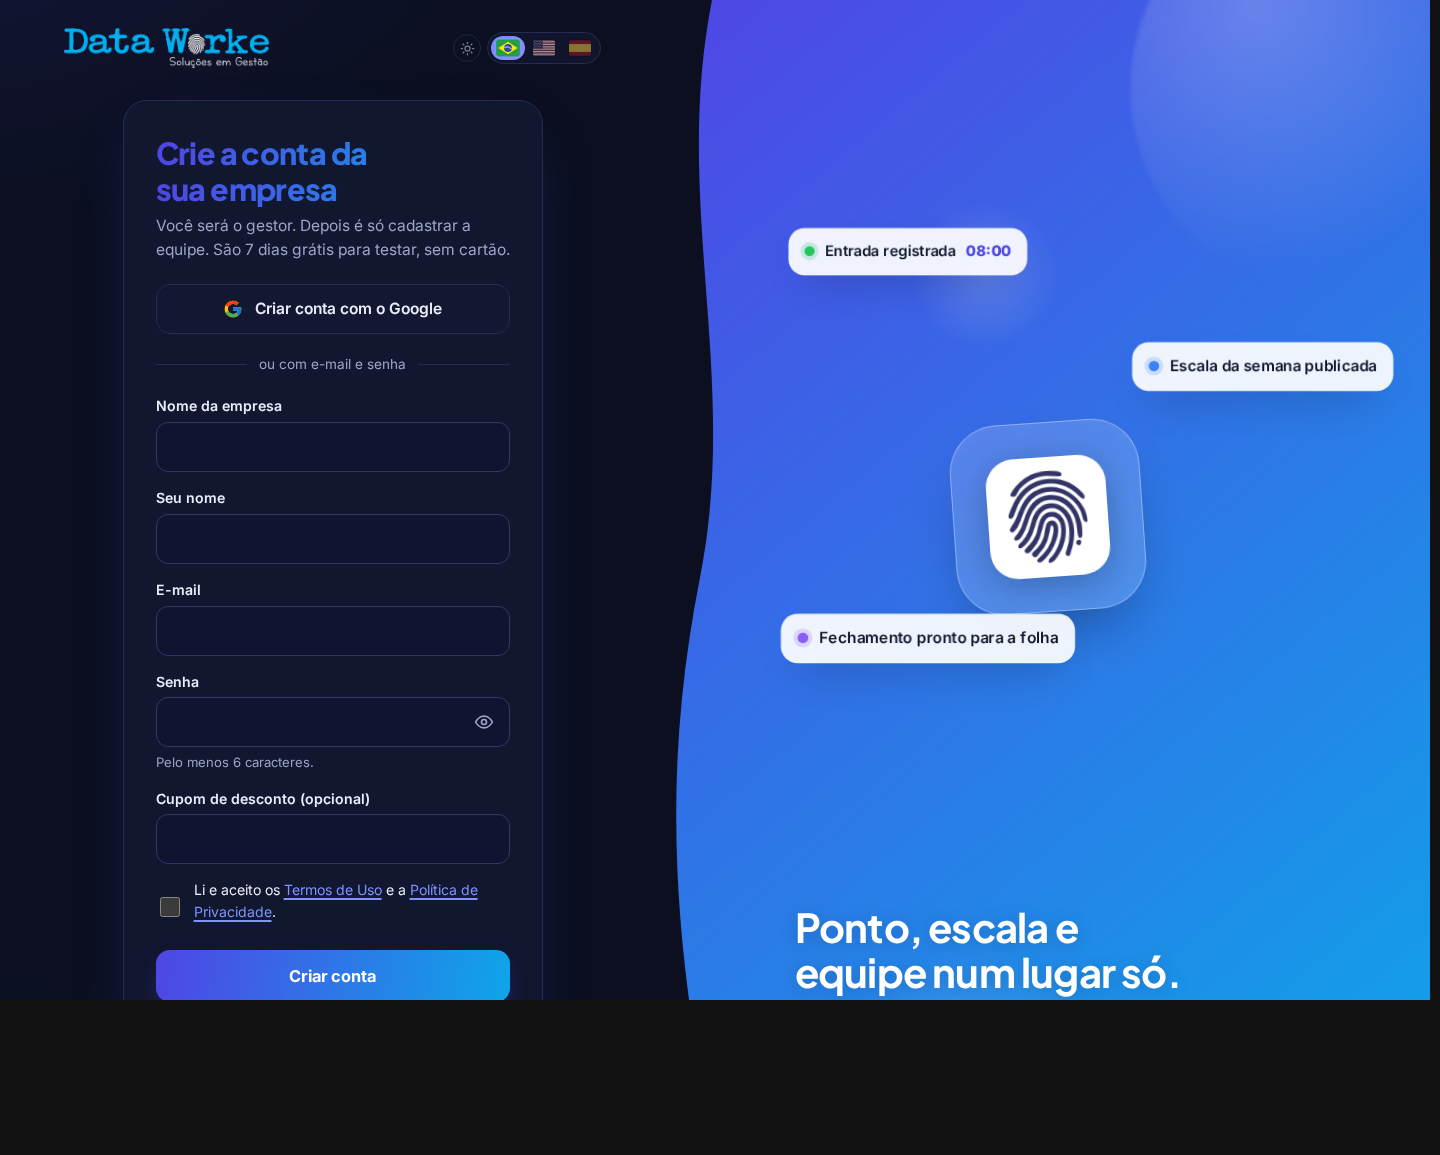 Data Worke
Soluções em Gestão
Crie a conta da
sua empresa
Você será o gestor. Depois é só cadastrar a
equipe. São 7 dias grátis para testar, sem cartão.
Criar conta com o Google
ou com e-mail e senha
Nome da empresa
Seu nome
E-mail
Senha
Pelo menos 6 caracteres.
Cupom de desconto (opcional)
Li e aceito os Termos de Uso e a Política de
Privacidade.
Criar conta
Entrada registrada 08:00
Escala da semana publicada
Fechamento pronto para a folha
Ponto, escala e
equipe num lugar só.